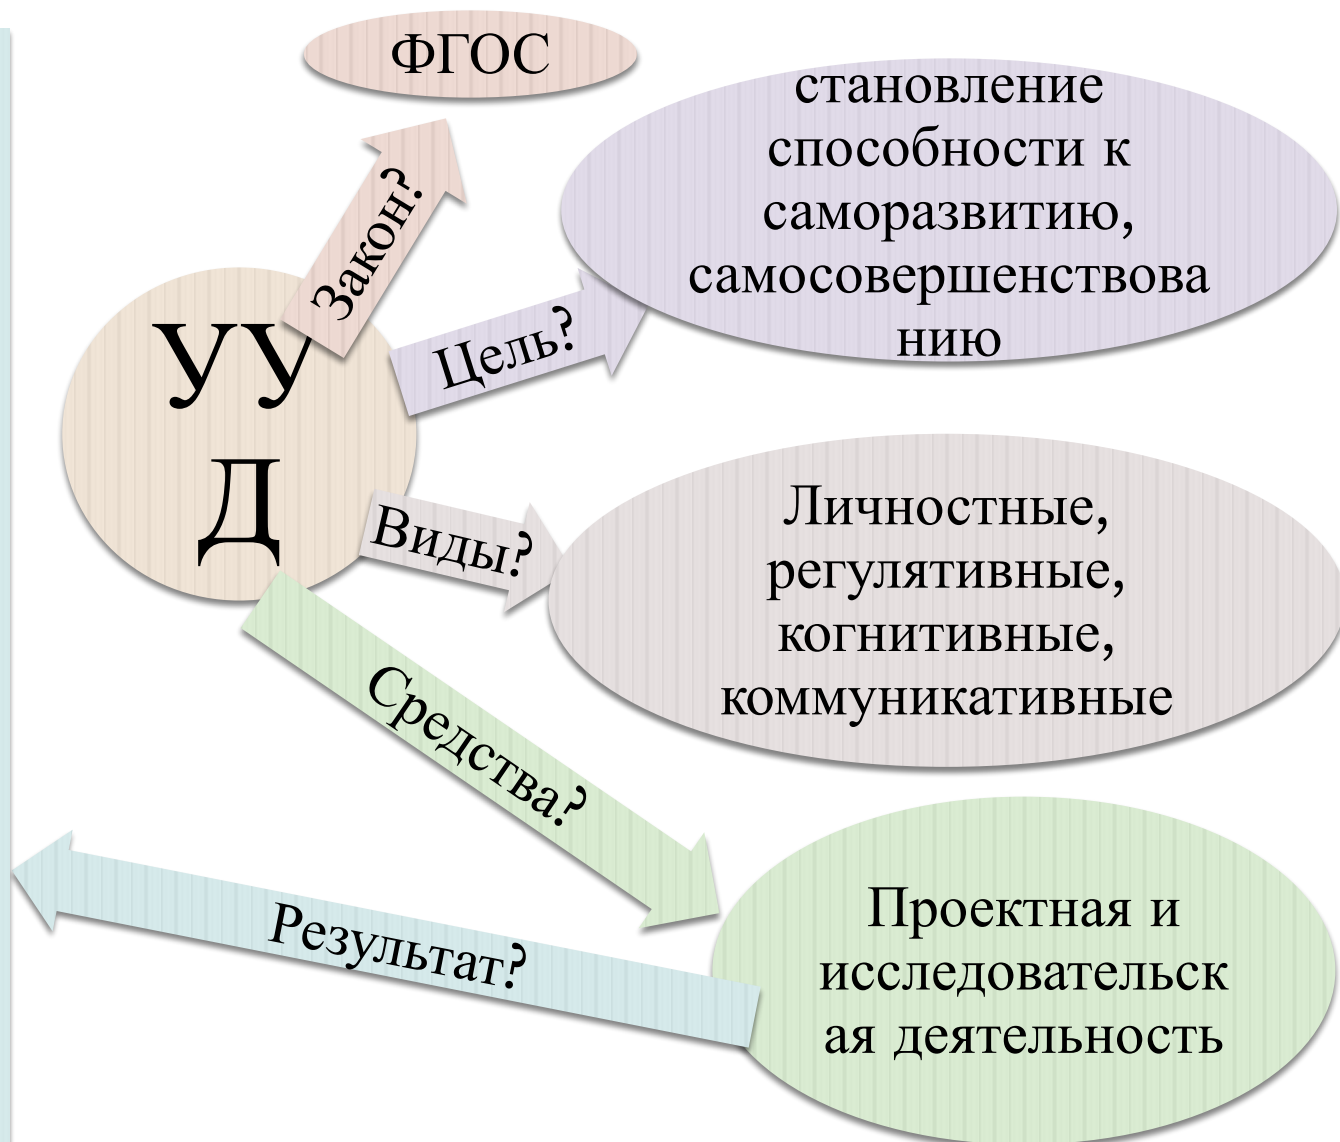 ФГОС
становление
способности к
саморазвитию,
самосовершенствова
нию
Закон?
Цель?
УУ
Д
Виды?
Личностные,
регулятивные,
когнитивные,
коммуникативные
Средства?
Проектная и
исследовательск
ая деятельность
Результат?